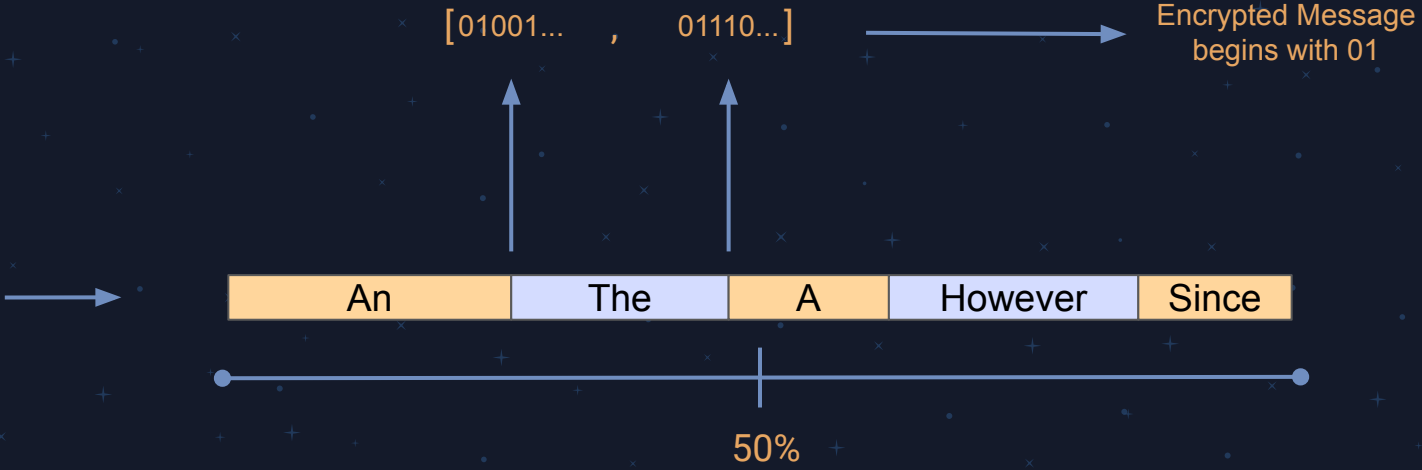 [01001... , 01110...]
Encrypted Message
begins with 01
An The A However Since
50%